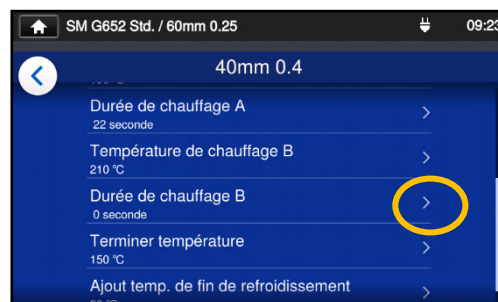 SM G652 Std. / 60mm 0.25
09:23
40mm 0.4
Durée de chauffage A
22 seconde
Température de chauffage B
210 °C
Durée de chauffage B
0 seconde
Terminer température
150 °C
Ajout temp. de fin de refroidissement